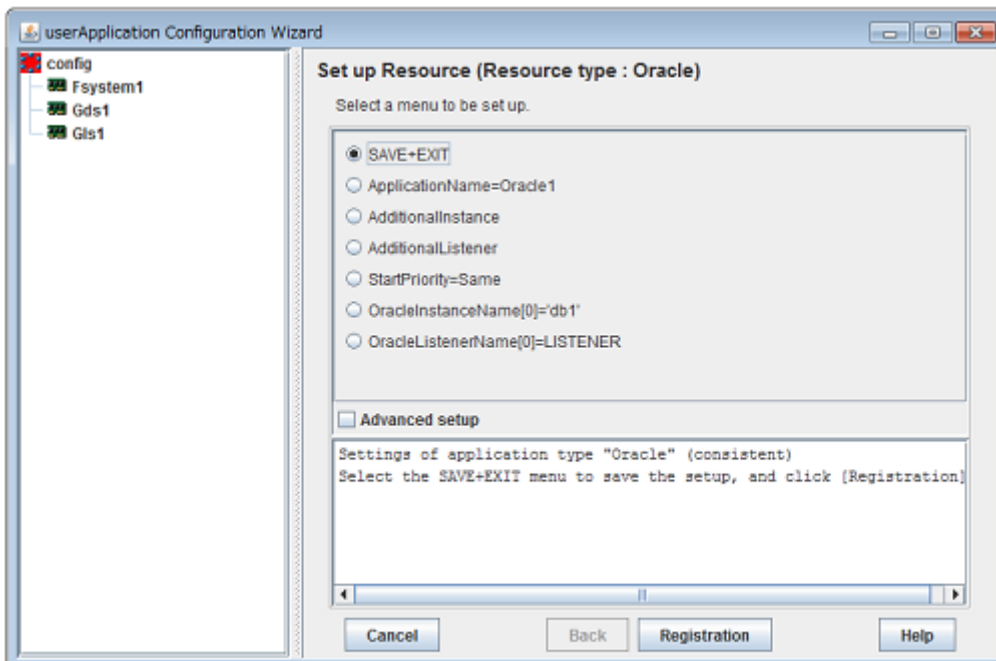 userApplication Configuration Wizard
config
Fsystem1
Gds1
Gls1
Set up Resource (Resource type : Oracle)
Select a menu to be set up.
SAVE+EXIT
ApplicationName=Oracle1
AdditionalInstance
AdditionalListener
StartPriority=Same
OracleInstanceName[0]='db1'
OracleListenerName[0]=LISTENER
Advanced setup
Settings of application type "Oracle" (consistent)
Select the SAVE+EXIT menu to save the setup, and click [Registration]
Cancel Back Registration Help